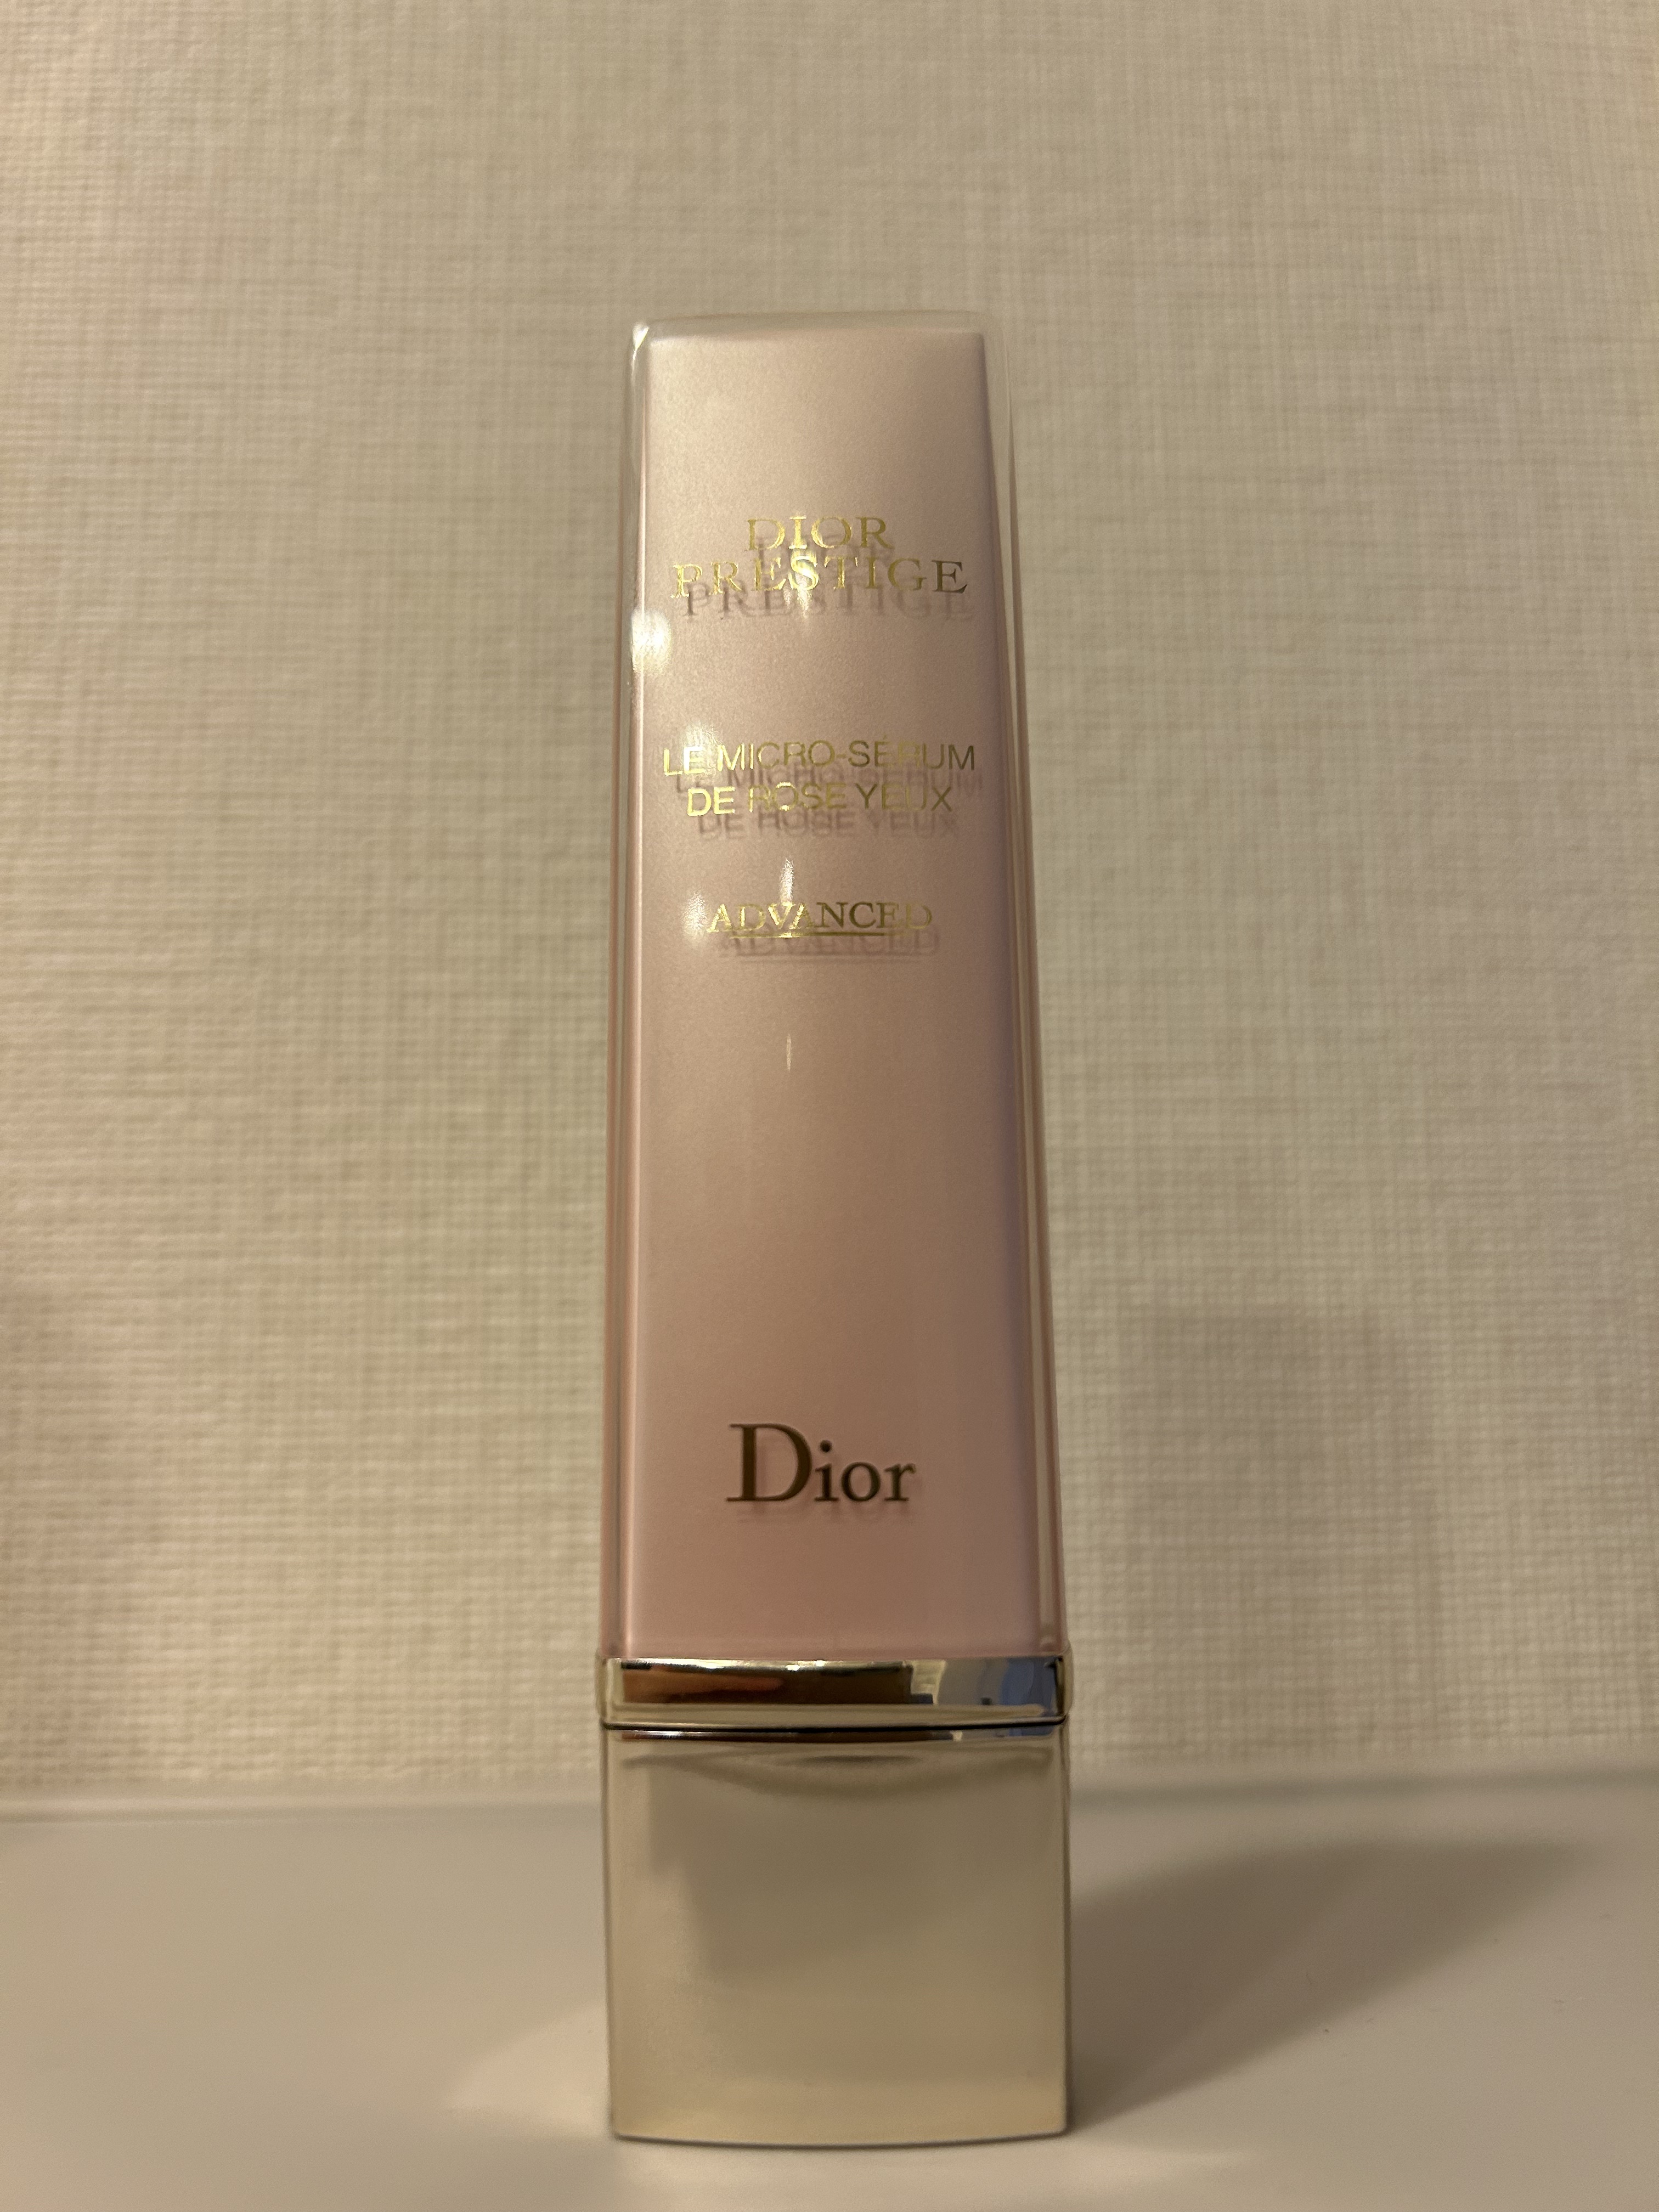 DIOR
PRESTIGE
LE MICRO-SÉRUM
DE ROSE YEUX
ADVANCED
Dior